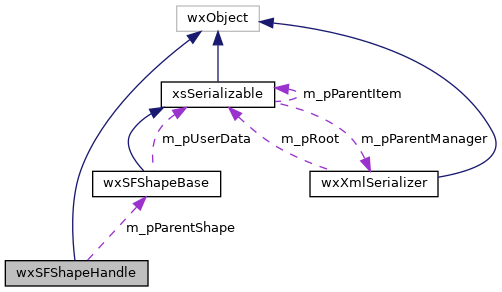 wxObject
xsSerializable
m_pParentItem
m_pUserData
m_pRoot
m_pParentManager
wxSFShapeBase
wxXmlSerializer
m_pParentShape
wxSFShapeHandle